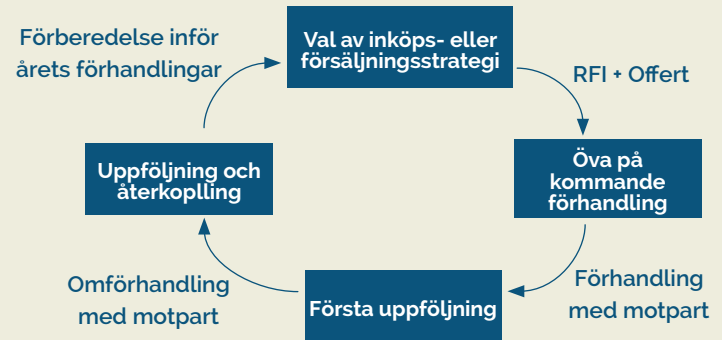 Förberedelse inför
årets förhandlingar
Val av inköps- eller
försäljningsstrategi
RFI + Offert
Uppföljning och
återkoplling
Öva på
kommande
förhandling
Omförhandling
med motpart
Första uppföljning
Förhandling
med motpart